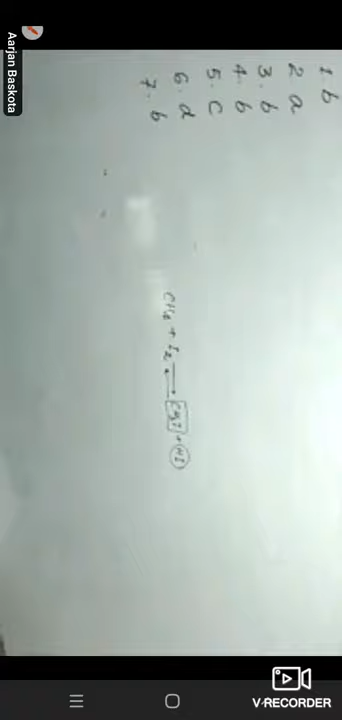 Aarjan Baskota
1. b
2. a
3. b
4. b
5. c
6. d
7. b
CH4 + I2 ⇌ CH3I + HI
V-RECORDER